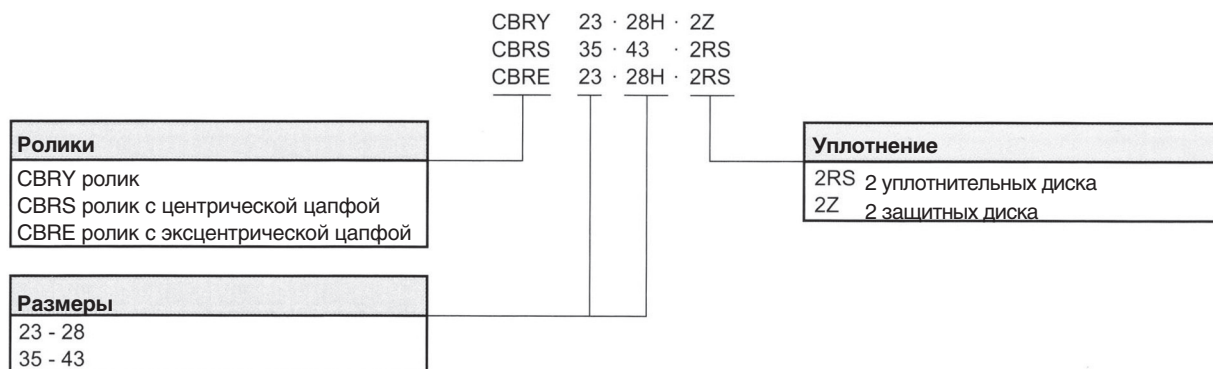 CBRY 23 · 28H · 2Z
CBRS 35 · 43 · 2RS
CBRE 23 · 28H · 2RS
Ролики
CBRY ролик
CBRS ролик с центрической цапфой
CBRE ролик с эксцентрической цапфой
Уплотнение
2RS 2 уплотнительных диска
2Z 2 защитных диска
Размеры
23 - 28
35 - 43